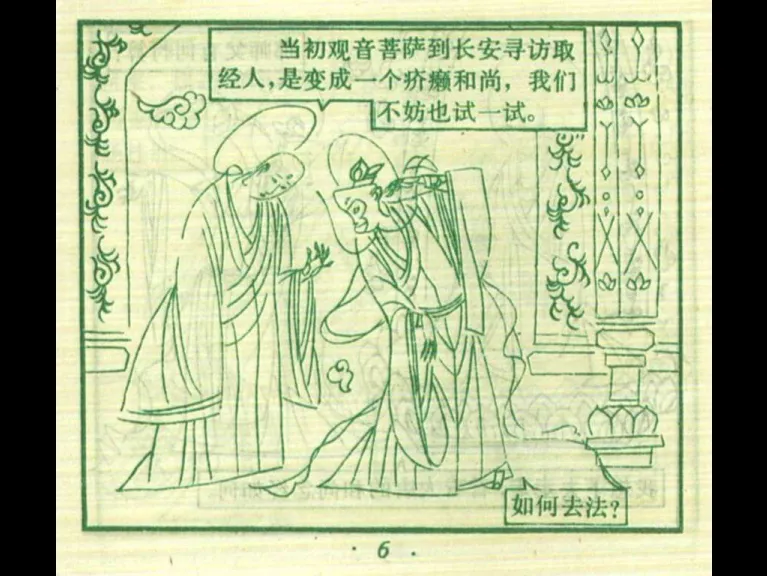 当初观音菩萨到长安寻访取
经人，是变成一个疥癞和尚，我们
不妨也试一试。
如何去法？
· 6 ·